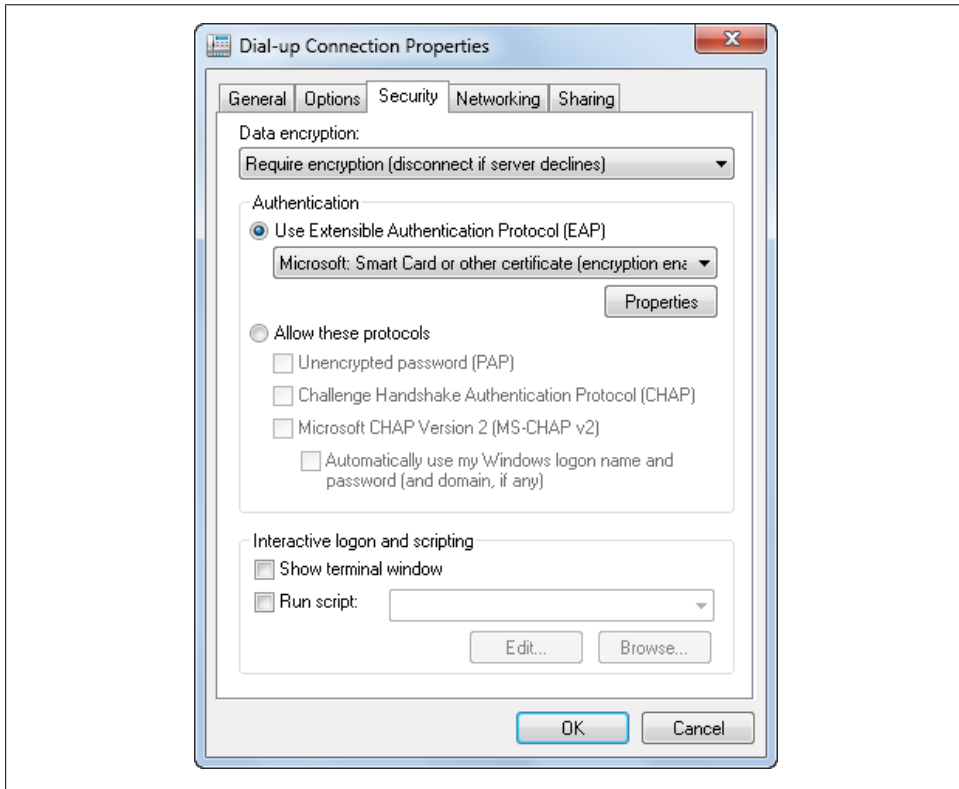 Dial-up Connection Properties
General Options Security Networking Sharing
Data encryption:
Require encryption (disconnect if server declines)
Authentication
Use Extensible Authentication Protocol (EAP)
Microsoft: Smart Card or other certificate (encryption ena
Properties
Allow these protocols
Unencrypted password (PAP)
Challenge Handshake Authentication Protocol (CHAP)
Microsoft CHAP Version 2 (MS-CHAP v2)
Automatically use my Windows logon name and
password (and domain, if any)
Interactive logon and scripting
Show terminal window
Run script:
Edit... Browse...
OK Cancel